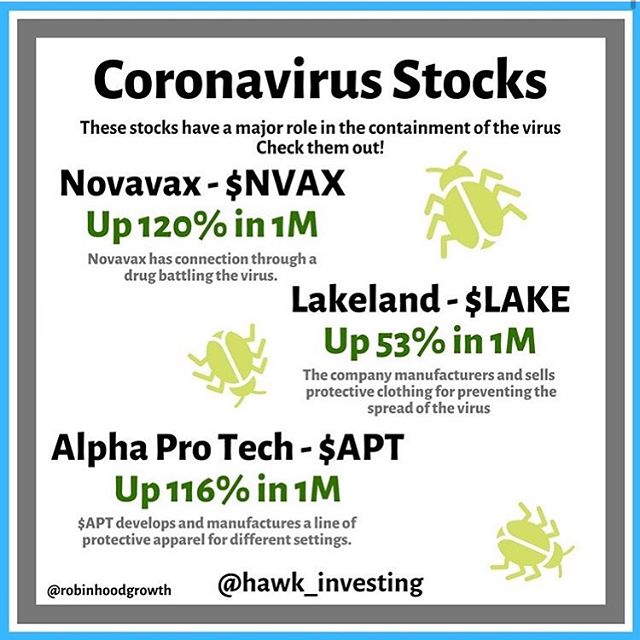 Coronavirus Stocks
These stocks have a major role in the containment of the virus
Check them out!
Novavax - $NVAX
Up 120% in 1M
Novavax has connection through a
drug battling the virus.
Lakeland - $LAKE
Up 53% in 1M
The company manufacturers and sells
protective clothing for preventing the
spread of the virus
Alpha Pro Tech - $APT
Up 116% in 1M
$APT develops and manufactures a line of
protective apparel for different settings.
@robinhoodgrowth
@hawk_investing